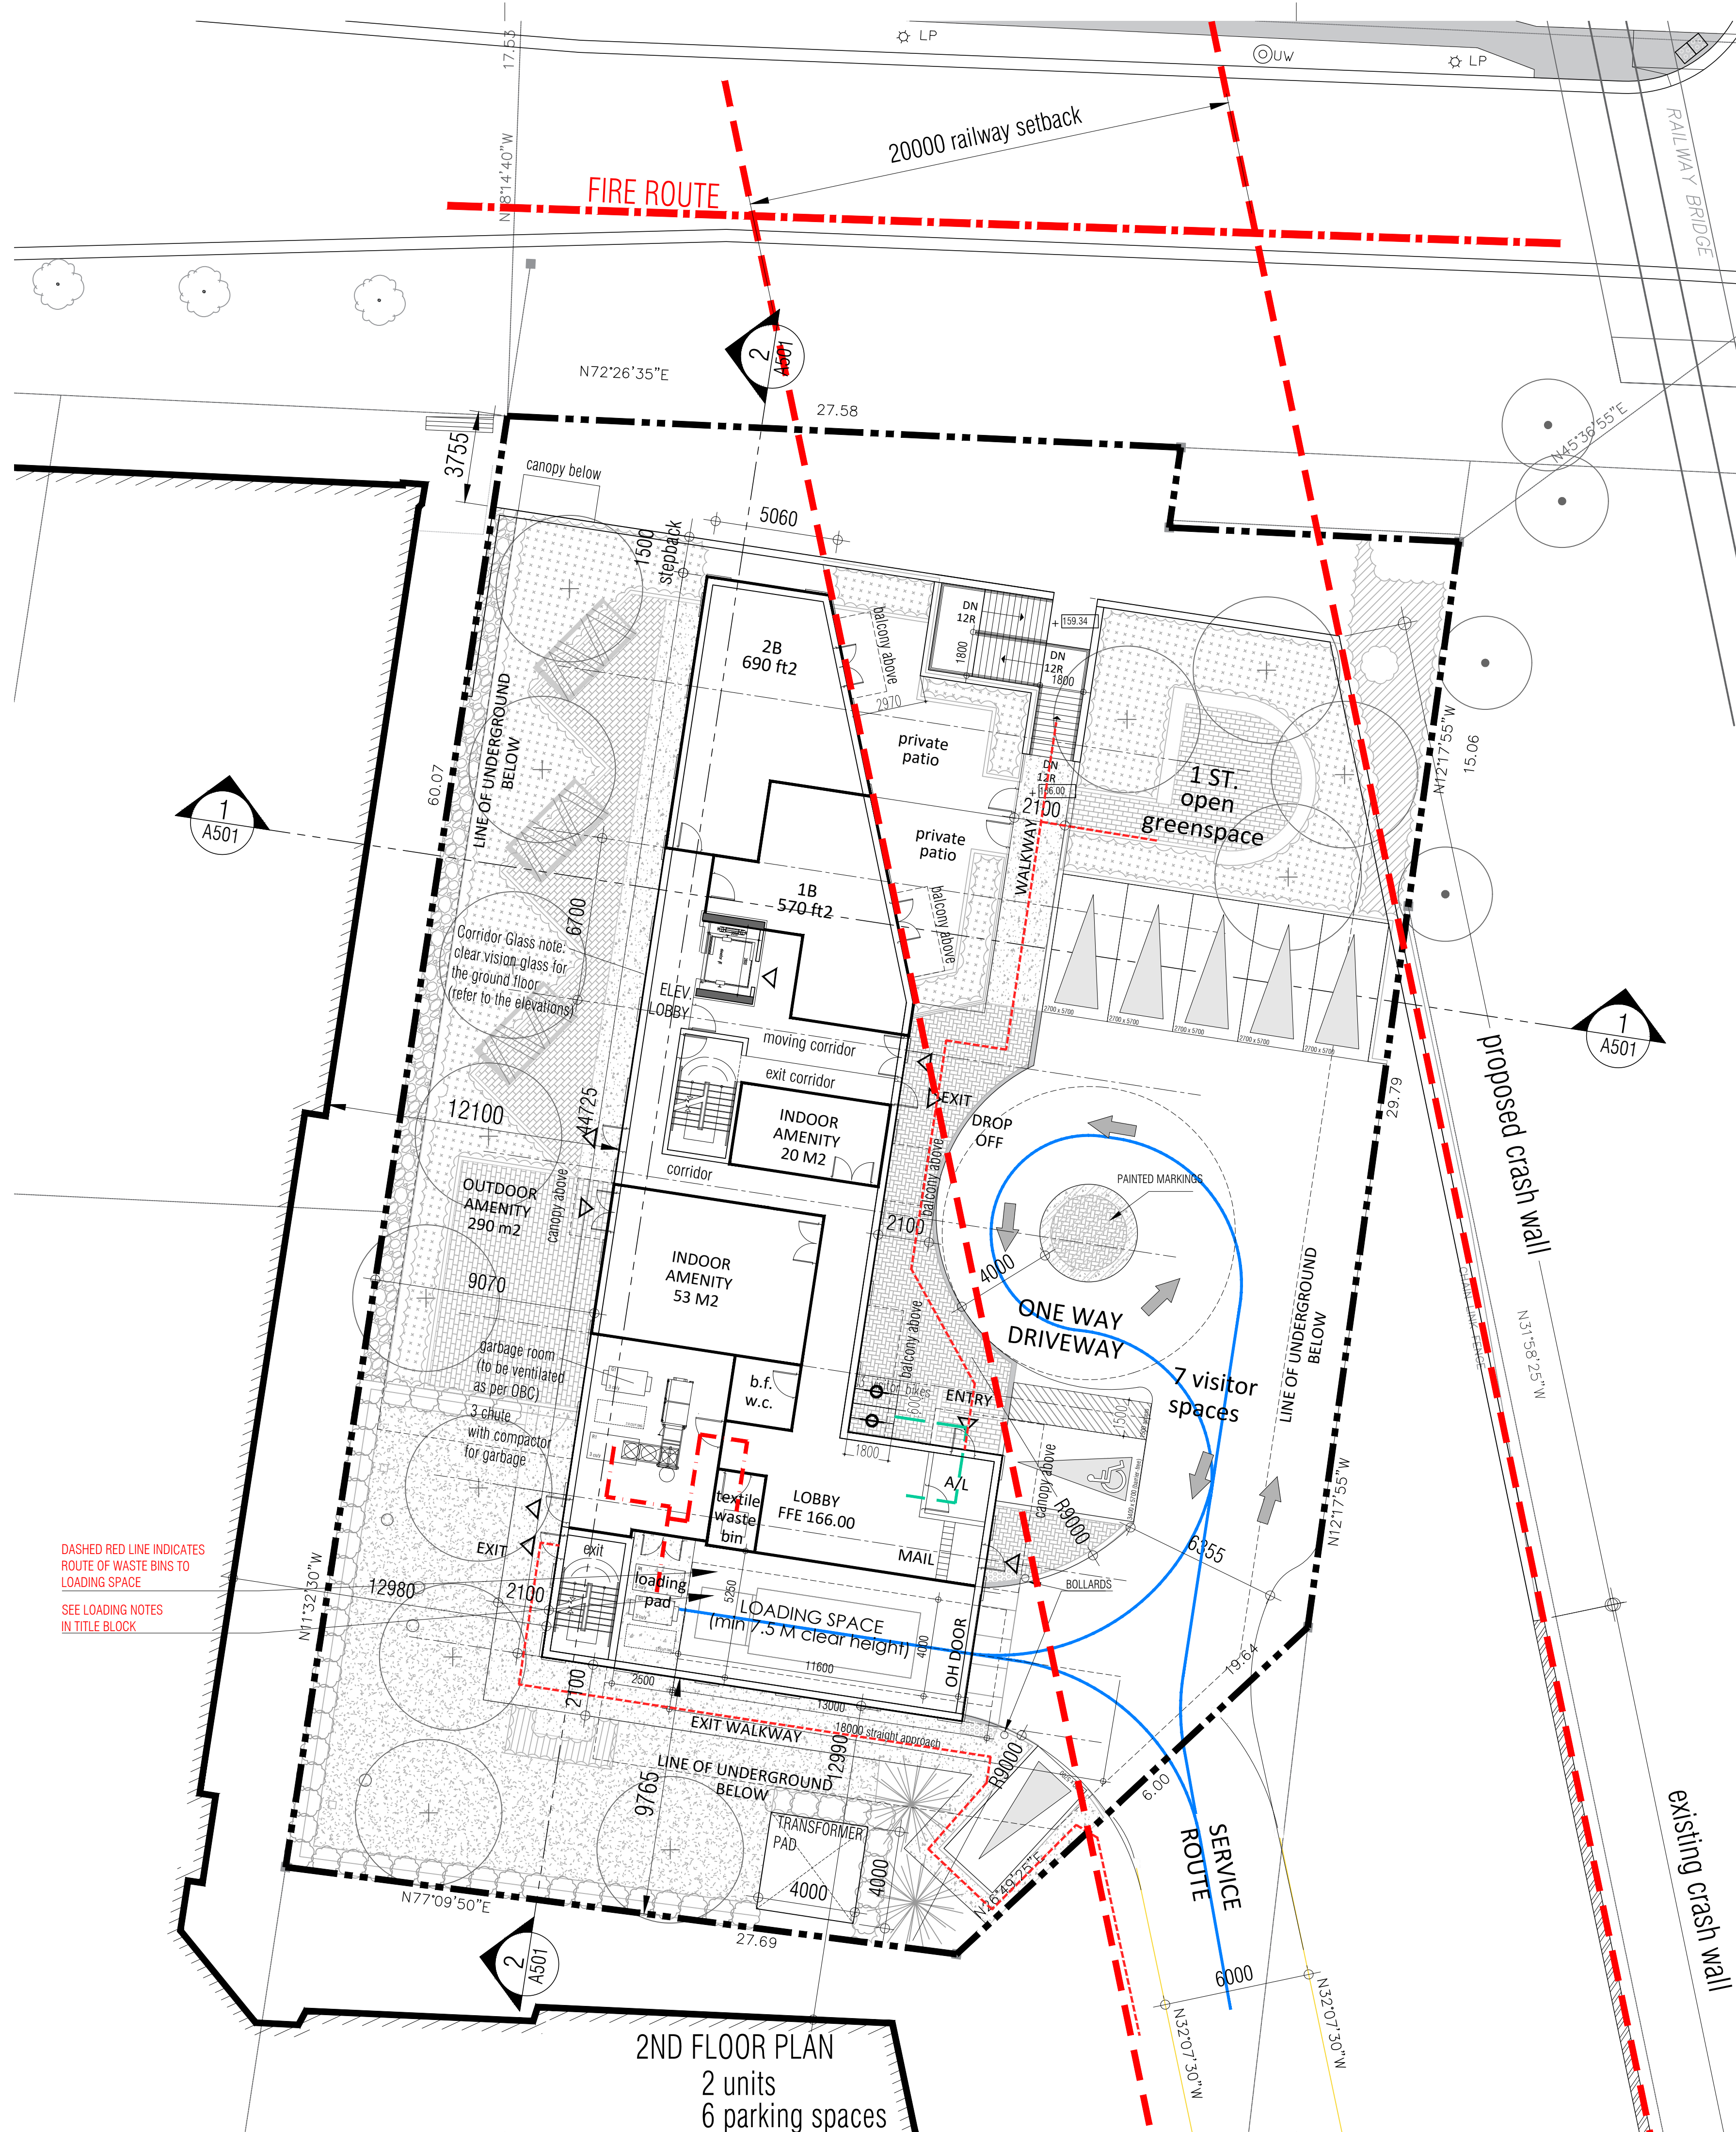 LP
UW
LP
17.53
20000 railway setback
RAILWAY BRIDGE
FIRE ROUTE
2
A501
N72°26'35"E
27.58
N45°36'55"E
3755
canopy below
5060
1500
stepback
DN
12R
159.34
balcony above
1800
DN
12R
1800
2B
690 ft2
2970
LINE OF UNDERGROUND
BELOW
private
patio
N12°17'55"W
15.06
60.07
DN
12R
2100
1 ST.
open
greenspace
1
A501
private
patio
WALKWAY
1B
570 ft2
balcony above
6700
Corridor Glass note:
clear vision glass for
the ground floor
(refer to the elevations)
ELEV.
LOBBY
2700 x 5700
2700 x 5700
2700 x 5700
2700 x 5700
2700 x 5700
1
A501
moving corridor
exit corridor
proposed crash wall
29.79
12100
44725
EXIT
INDOOR
AMENITY
20 M2
DROP
OFF
balcony above
corridor
PAINTED MARKINGS
OUTDOOR
AMENITY
290 m2
canopy above
2100
INDOOR
AMENITY
53 M2
4000
9070
ONE WAY
DRIVEWAY
LINE OF UNDERGROUND
BELOW
CHAIN LINK FENCE
N31°58'25"W
garbage room
(to be ventilated
as per OBC)
balcony above
b.f.
w.c.
bikes
ENTRY
7 visitor
spaces
1500
3 chute
with compactor
for garbage
1800
canopy above
A/L
textile
waste
bin
LOBBY
FFE 166.00
R9000
N12°17'55"W
6355
MAIL
EXIT
exit
DASHED RED LINE INDICATES
ROUTE OF WASTE BINS TO
LOADING SPACE
SEE LOADING NOTES
IN TITLE BLOCK
12980
2100
loading
pad
5250
BOLLARDS
N11°32'30"W
LOADING SPACE
(min 7.5 M clear height)
4000
OH DOOR
11600
19.64
2100
2500
13000
EXIT WALKWAY
18000 straight approach
12990
R9000
LINE OF UNDERGROUND
BELOW
9765
6.00
TRANSFORMER
PAD
4000
4000
SERVICE
ROUTE
existing crash wall
N77°09'50"E
27.69
N26°49'25"E
2
A501
6000
N32°07'30"W
N32°07'30"W
2ND FLOOR PLAN
2 units
6 parking spaces